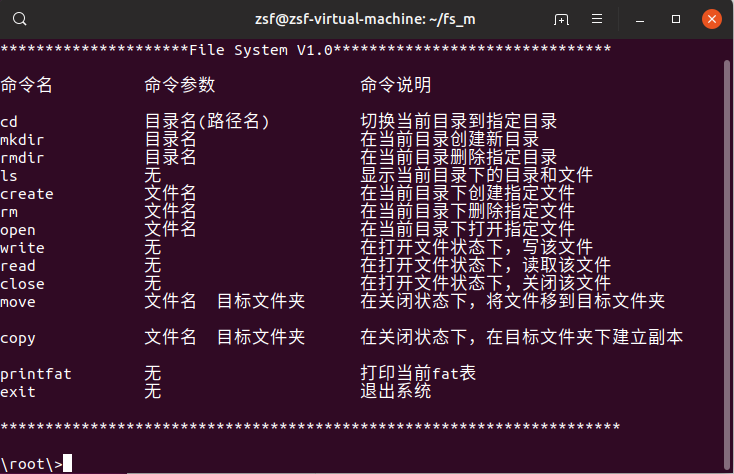 zsf@zsf-virtual-machine: ~/fs_m
*********************File System V1.0*******************************
命令名 命令参数 命令说明
cd 目录名(路径名) 切换当前目录到指定目录
mkdir 目录名 在当前目录创建新目录
rmdir 目录名 在当前目录删除指定目录
ls 无 显示当前目录下的目录和文件
create 文件名 在当前目录下创建指定文件
rm 文件名 在当前目录下删除指定文件
open 文件名 在当前目录下打开指定文件
write 无 在打开文件状态下，写该文件
read 无 在打开文件状态下，读取该文件
close 无 在打开文件状态下，关闭该文件
move 文件名 目标文件夹 在关闭状态下，将文件移到目标文件夹
copy 文件名 目标文件夹 在关闭状态下，在目标文件夹下建立副本
printfat 无 打印当前fat表
exit 无 退出系统
*********************************************************************
\root\>